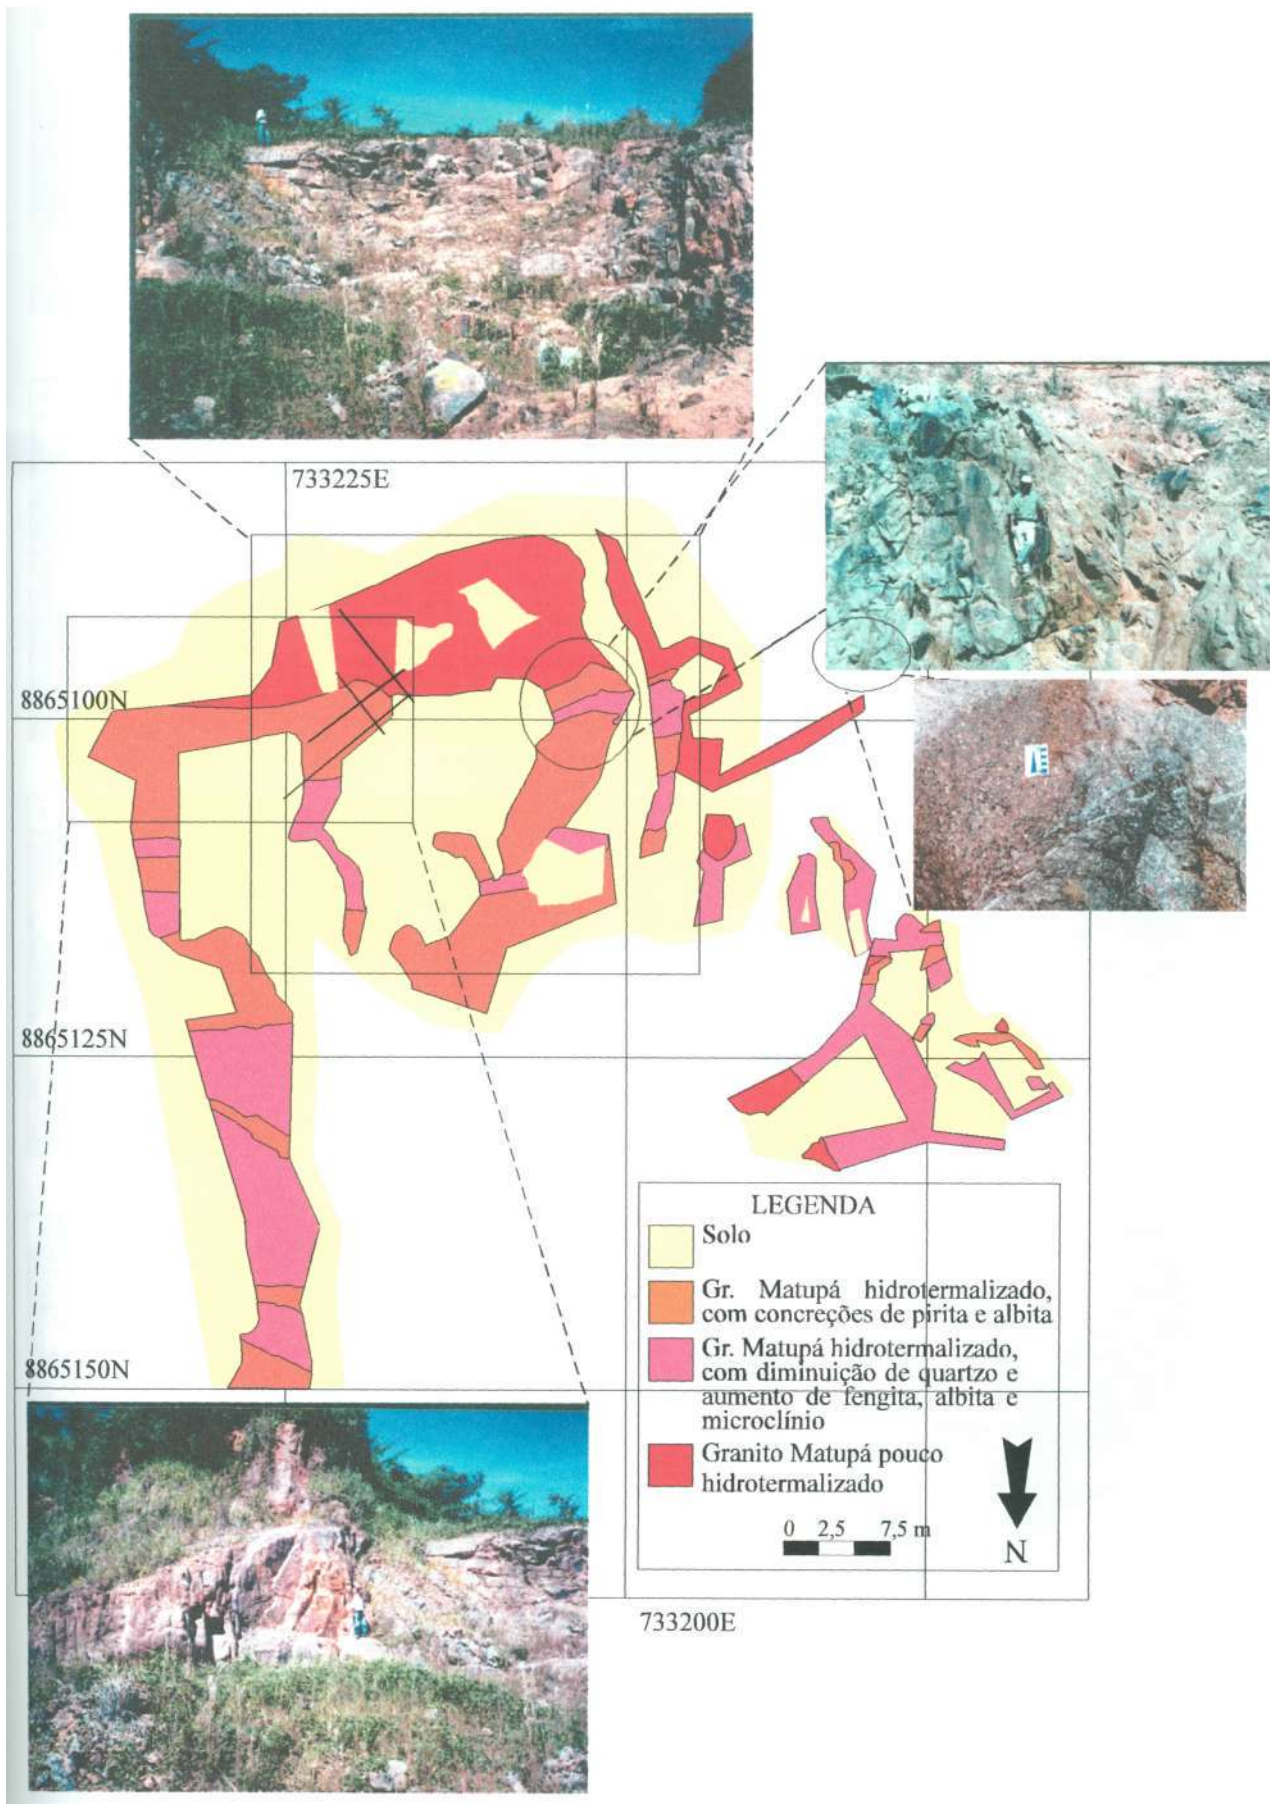 733225E
8865100N
8865125N
8865150N
LEGENDA
Solo
Gr. Matupá hidrotermalizado,
com concreções de pirita e albita
Gr. Matupá hidrotermalizado,
com diminuição de quartzo e
aumento de fengita, albita e
microclínio
Granito Matupá pouco
hidrotermalizado
0 2,5 7,5 m
N
733200E